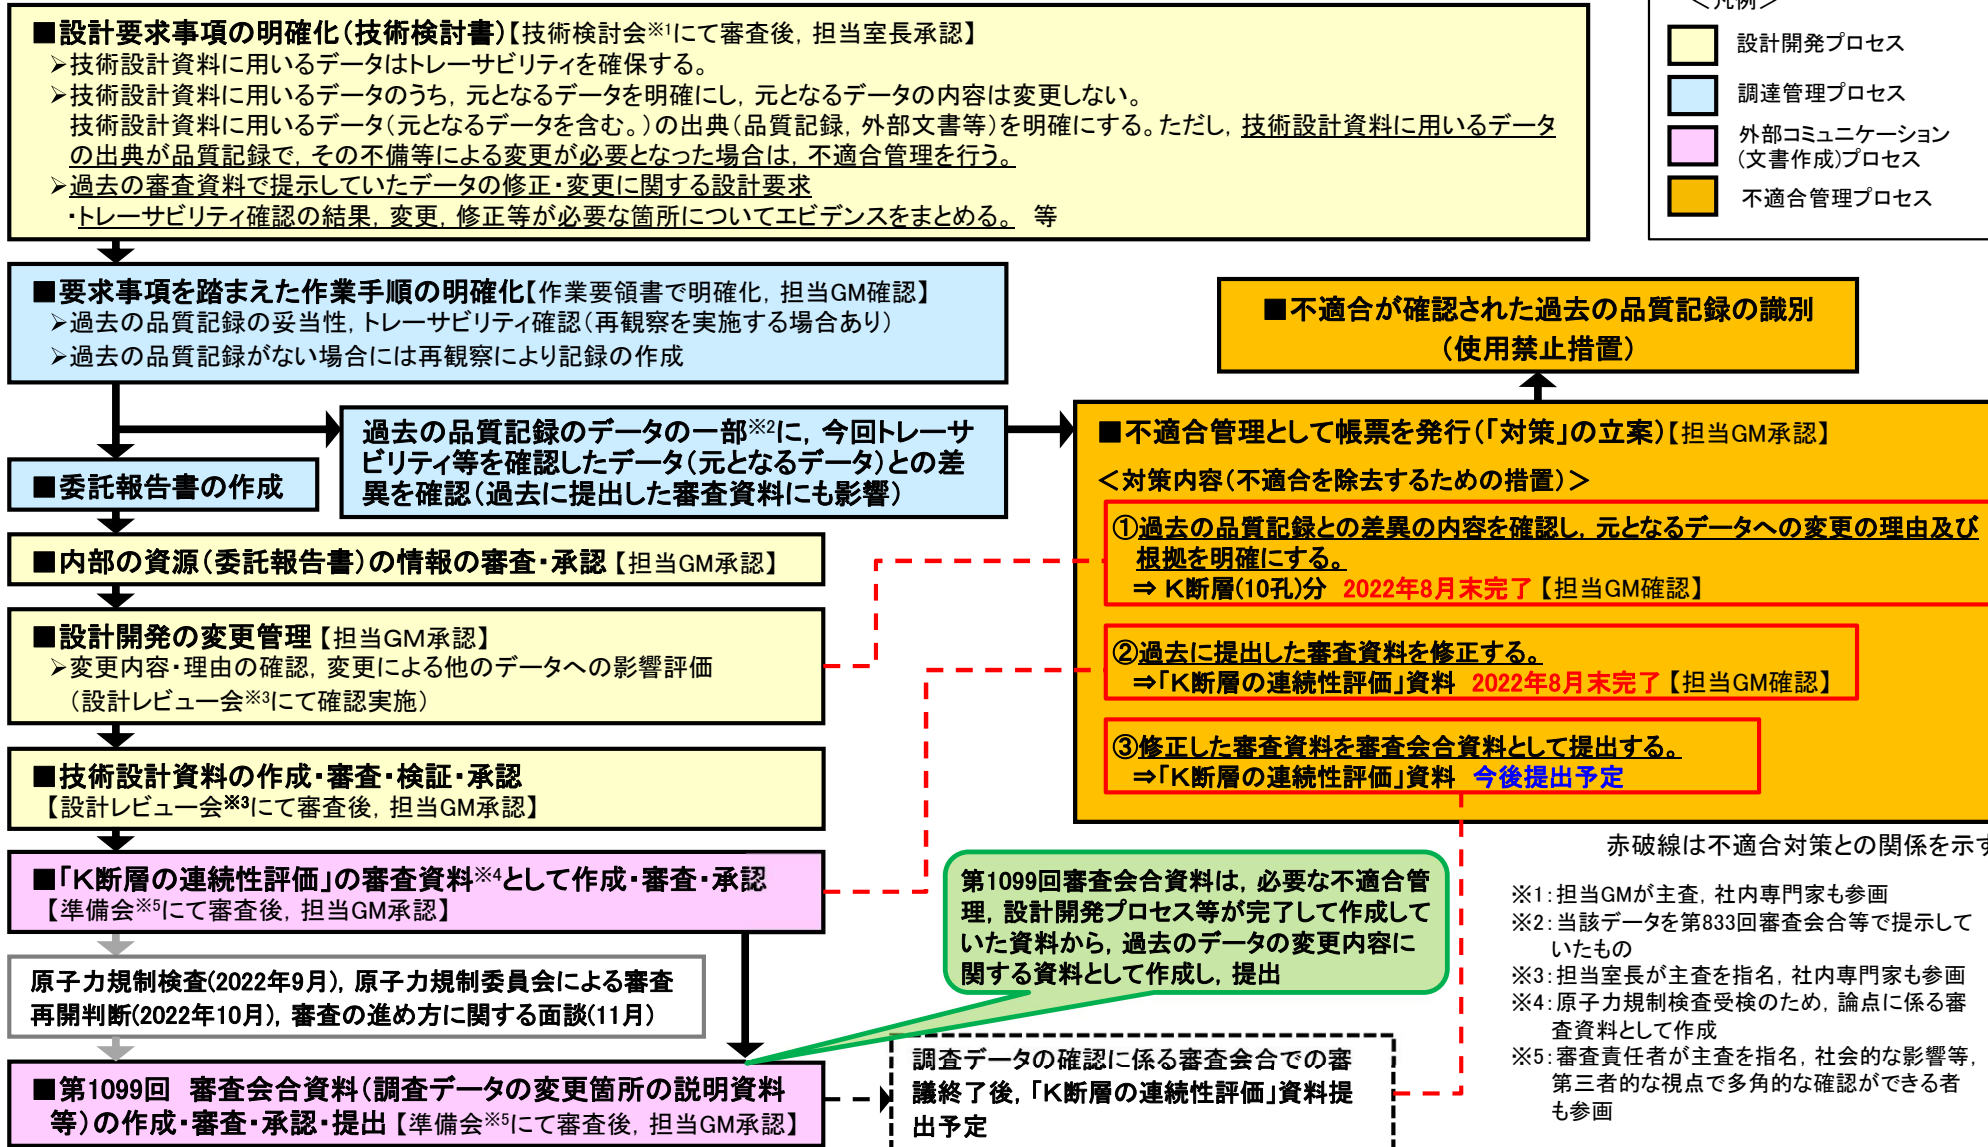 ■設計要求事項の明確化(技術検討書)【技術検討会※1にて審査後，担当室長承認】
➢技術設計資料に用いるデータはトレーサビリティを確保する。
➢技術設計資料に用いるデータのうち，元となるデータを明確にし，元となるデータの内容は変更しない。
技術設計資料に用いるデータ(元となるデータを含む。)の出典(品質記録，外部文書等)を明確にする。ただし，技術設計資料に用いるデータ
の出典が品質記録で，その不備等による変更が必要となった場合は，不適合管理を行う。
➢過去の審査資料で提示していたデータの修正・変更に関する設計要求
・トレーサビリティ確認の結果，変更，修正等が必要な箇所についてエビデンスをまとめる。　等
＜凡例＞
設計開発プロセス
調達管理プロセス
外部コミュニケーション
(文書作成)プロセス
不適合管理プロセス
■要求事項を踏まえた作業手順の明確化【作業要領書で明確化，担当GM確認】
➢過去の品質記録の妥当性，トレーサビリティ確認(再観察を実施する場合あり)
➢過去の品質記録がない場合には再観察により記録の作成
■不適合が確認された過去の品質記録の識別
(使用禁止措置)
過去の品質記録のデータの一部※2に，今回トレーサ
ビリティ等を確認したデータ(元となるデータ)との差
異を確認(過去に提出した審査資料にも影響)
■委託報告書の作成
■不適合管理として帳票を発行(「対策」の立案)【担当GM承認】
＜対策内容(不適合を除去するための措置)＞
①過去の品質記録との差異の内容を確認し，元となるデータへの変更の理由及び
根拠を明確にする。
⇒ K断層(10孔)分　2022年8月末完了【担当GM確認】
②過去に提出した審査資料を修正する。
⇒「K断層の連続性評価」資料　2022年8月末完了【担当GM確認】
③修正した審査資料を審査会合資料として提出する。
⇒「K断層の連続性評価」資料　今後提出予定
■内部の資源(委託報告書)の情報の審査・承認【担当GM承認】
■設計開発の変更管理【担当GM承認】
➢変更内容・理由の確認，変更による他のデータへの影響評価
(設計レビュー会※3にて確認実施)
■技術設計資料の作成・審査・検証・承認
【設計レビュー会※3にて審査後，担当GM承認】
■「K断層の連続性評価」の審査資料※4として作成・審査・承認
【準備会※5にて審査後，担当GM承認】
原子力規制検査(2022年9月)，原子力規制委員会による審査
再開判断(2022年10月)，審査の進め方に関する面談(11月)
■第1099回 審査会合資料(調査データの変更箇所の説明資料
等)の作成・審査・承認・提出【準備会※5にて審査後，担当GM承認】
第1099回審査会合資料は，必要な不適合管
理，設計開発プロセス等が完了して作成して
いた資料から，過去のデータの変更内容に
関する資料として作成し，提出
調査データの確認に係る審査会合での審
議終了後，「K断層の連続性評価」資料提
出予定
赤破線は不適合対策との関係を示す
※1：担当GMが主査，社内専門家も参画
※2：当該データを第833回審査会合等で提示して
いたもの
※3：担当室長が主査を指名，社内専門家も参画
※4：原子力規制検査受検のため，論点に係る審
査資料として作成
※5：審査責任者が主査を指名，社会的な影響等，
第三者的な視点で多角的な確認ができる者
も参画